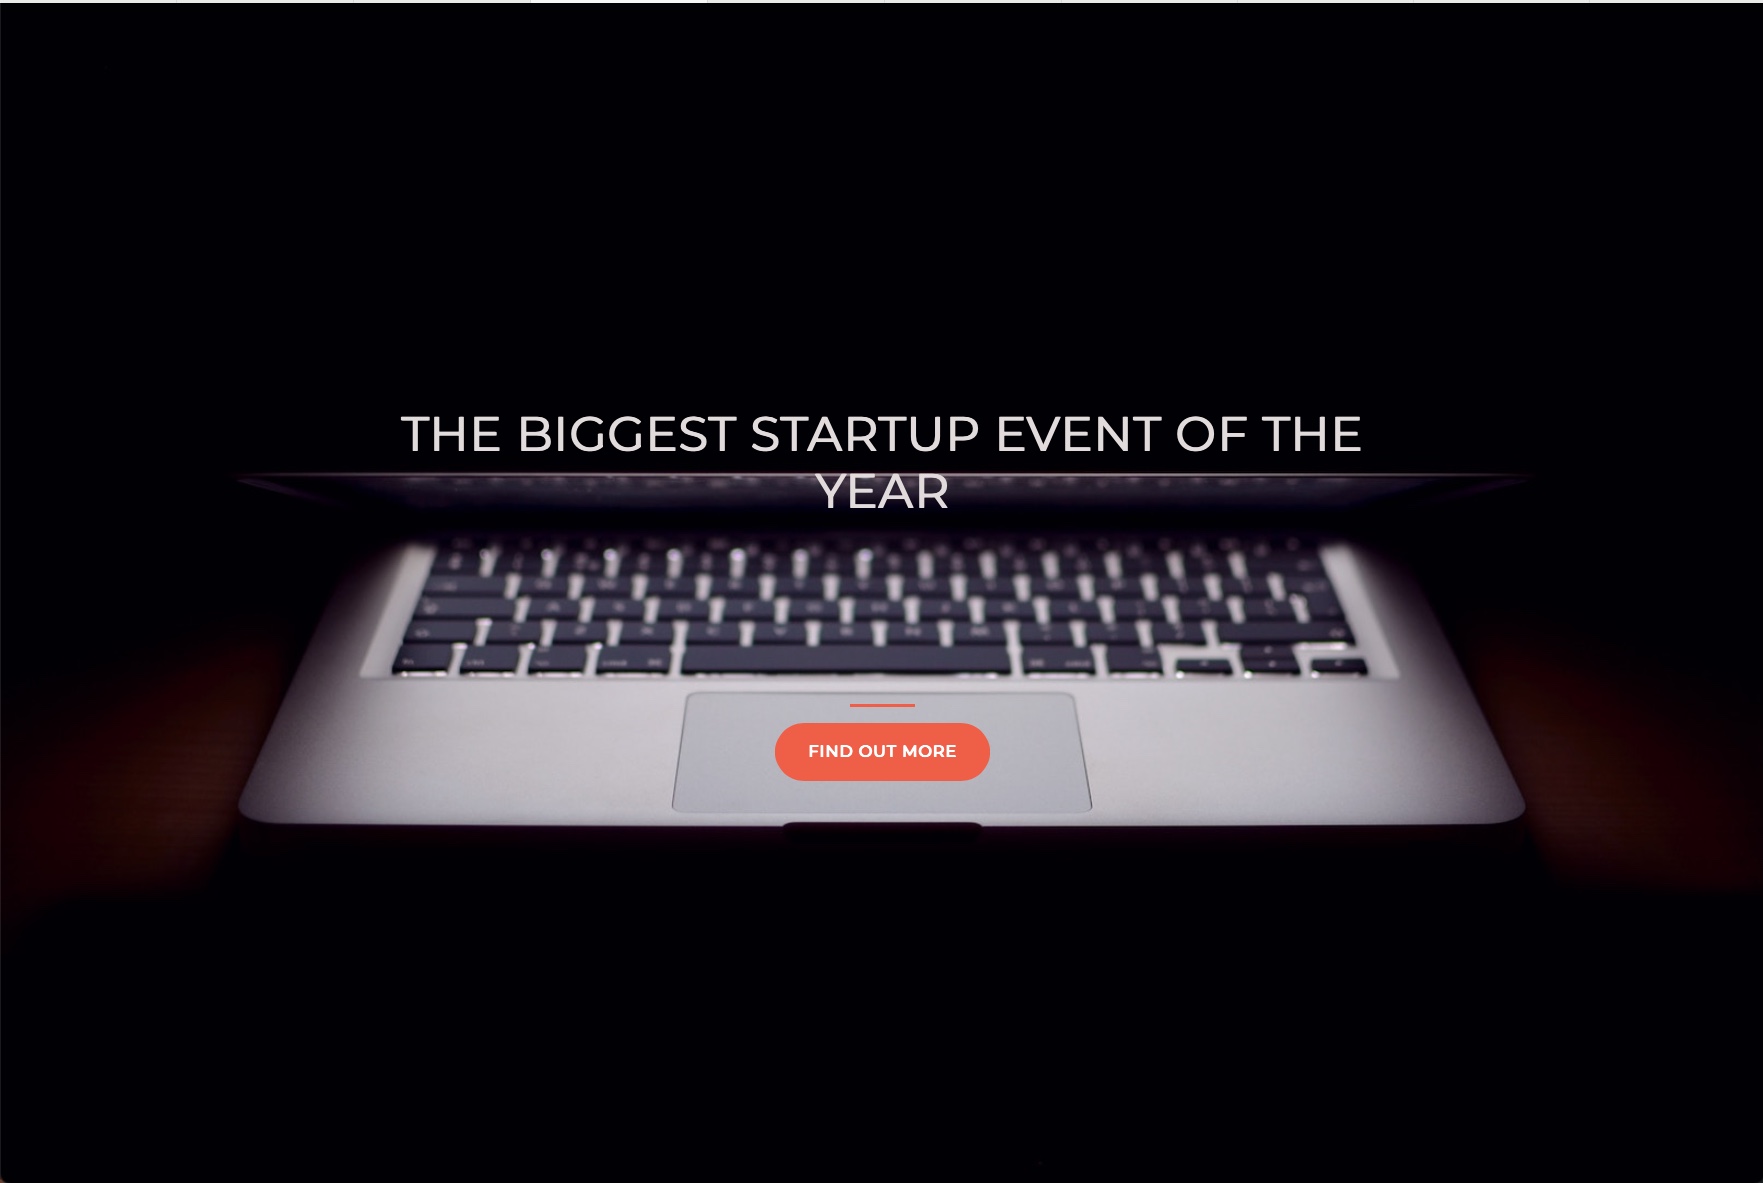 THE BIGGEST STARTUP EVENT OF THE
YEAR
FIND OUT MORE